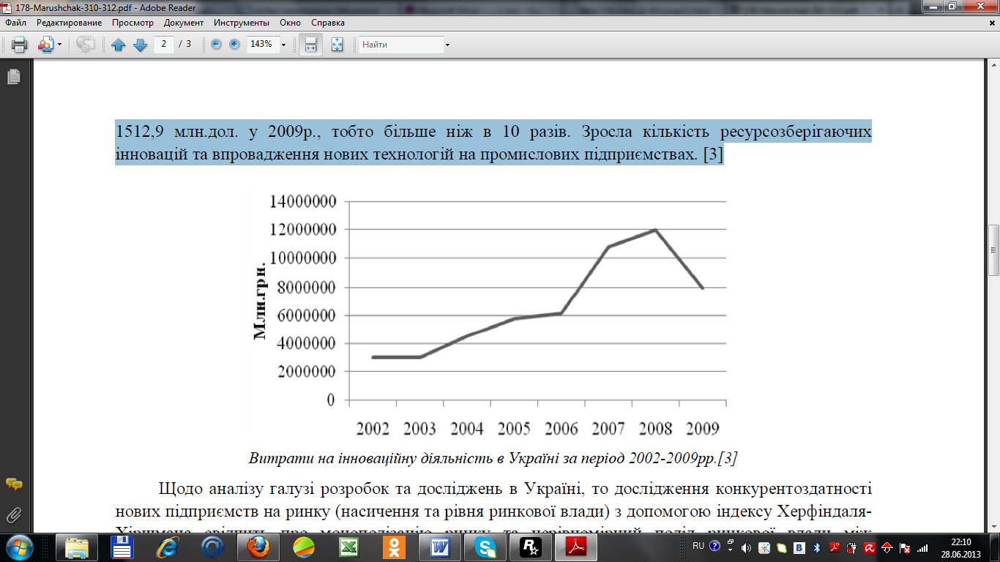 178-Marushchak-310-312.pdf - Adobe Reader
Файл Редактирование Просмотр Документ Инструменты Окно Справка
2 / 3 143% Найти
1512,9 млн.дол. у 2009р., тобто більше ніж в 10 разів. Зросла кількість ресурсозберігаючих
інновацій та впровадження нових технологій на промислових підприємствах. [3]
14000000
12000000
10000000
8000000
6000000
4000000
2000000
0
Млн.грн.
2002 2003 2004 2005 2006 2007 2008 2009
Витрати на інноваційну діяльність в Україні за період 2002-2009рр.[3]
Щодо аналізу галузі розробок та досліджень в Україні, то дослідження конкурентоздатності
нових підприємств на ринку (насичення та рівня ринкової влади) з допомогою індексу Херфіндаля-
RU 22:10
28.06.2013